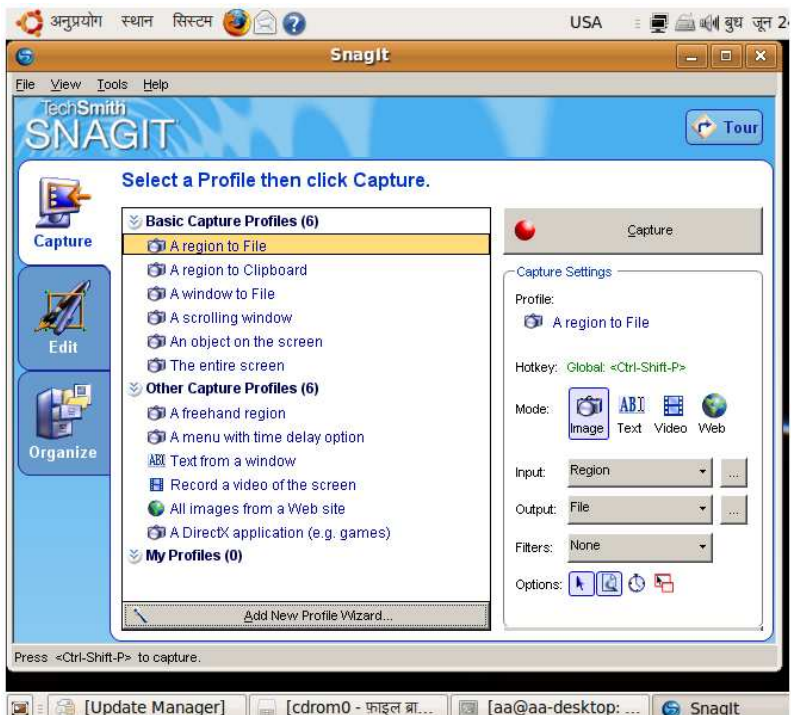 अनुप्रयोग स्थान सिस्टम USA बुध जून 24
SnagIt
File View Tools Help
TechSmith
SNAGIT
Tour
Capture
Edit
Organize
Select a Profile then click Capture.
Basic Capture Profiles (6)
A region to File
A region to Clipboard
A window to File
A scrolling window
An object on the screen
The entire screen
Other Capture Profiles (6)
A freehand region
A menu with time delay option
Text from a window
Record a video of the screen
All images from a Web site
A DirectX application (e.g. games)
My Profiles (0)
Add New Profile Wizard...
Capture
Capture Settings
Profile:
A region to File
Hotkey: Global: <Ctrl-Shift-P>
Mode: Image Text Video Web
Input: Region ...
Output: File ...
Filters: None
Options:
Press <Ctrl-Shift-P> to capture.
[Update Manager] [cdrom0 - फ़ाइल ब्रा... [aa@aa-desktop: ... SnagIt